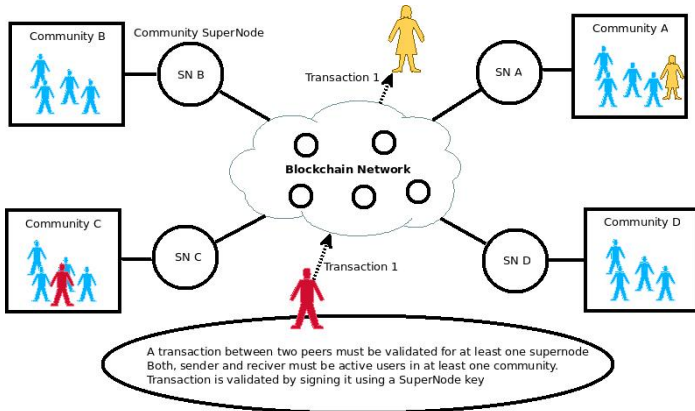 Community B
Community SuperNode
SN B
Transaction 1
SN A
Community A
Blockchain Network
Community C
SN C
Transaction 1
SN D
Community D
A transaction between two peers must be validated for at least one supernode
Both, sender and reciver must be active users in at least one community.
Transaction is validated by signing it using a SuperNode key